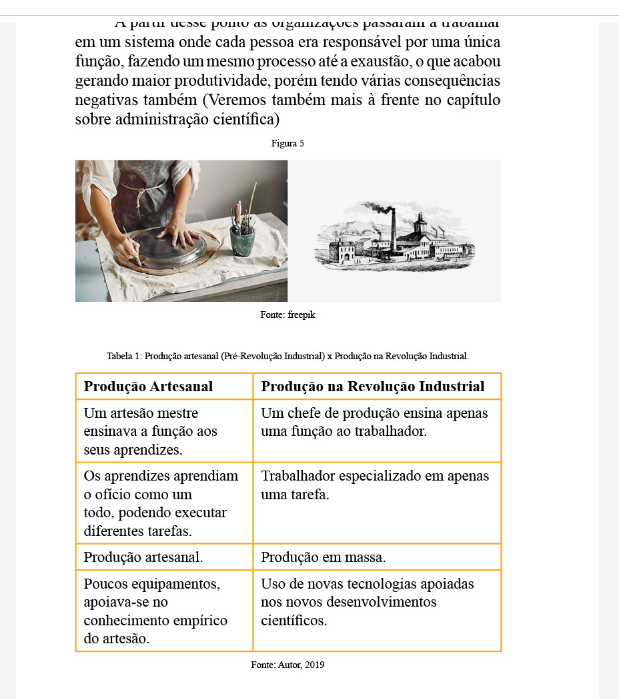 A partir desse ponto as organizações passaram a trabalhar
em um sistema onde cada pessoa era responsável por uma única
função, fazendo um mesmo processo até a exaustão, o que acabou
gerando maior produtividade, porém tendo várias consequências
negativas também (Veremos também mais à frente no capítulo
sobre administração científica)
Figura 5
Fonte: freepik
Tabela 1: Produção artesanal (Pré-Revolução Industrial) x Produção na Revolução Industrial.
Produção Artesanal
Produção na Revolução Industrial
Um artesão mestre
ensinava a função aos
seus aprendizes.
Um chefe de produção ensina apenas
uma função ao trabalhador.
Os aprendizes aprendiam
o ofício como um
todo, podendo executar
diferentes tarefas.
Trabalhador especializado em apenas
uma tarefa.
Produção artesanal.
Produção em massa.
Poucos equipamentos,
apoiava-se no
conhecimento empírico
do artesão.
Uso de novas tecnologias apoiadas
nos novos desenvolvimentos
científicos.
Fonte: Autor, 2019